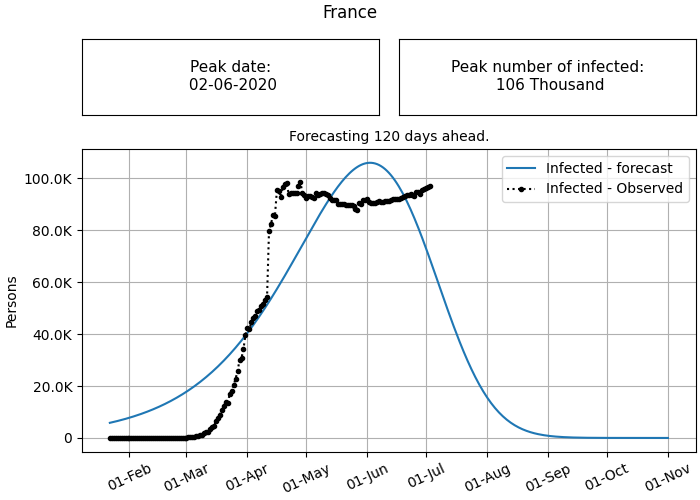 France
Peak date:
02-06-2020
Peak number of infected:
106 Thousand
Forecasting 120 days ahead.
Infected - forecast
Infected - Observed
100.0K
80.0K
60.0K
40.0K
20.0K
0
Persons
01-Feb
01-Mar
01-Apr
01-May
01-Jun
01-Jul
01-Aug
01-Sep
01-Oct
01-Nov